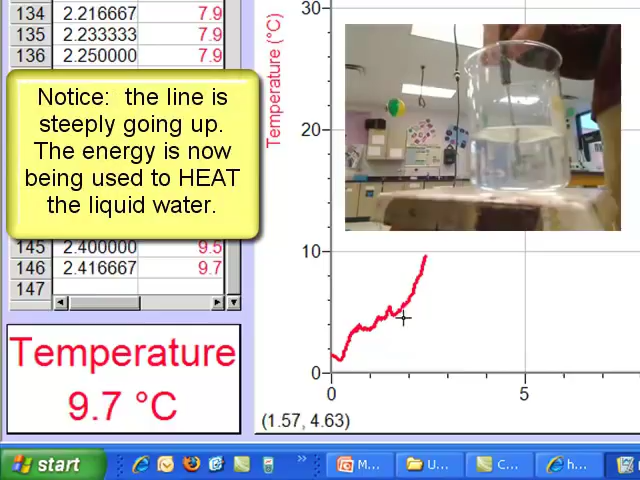 134 2.216667 7.9
135 2.233333 7.9
136 2.250000 7.9
Notice: the line is
steeply going up.
The energy is now
being used to HEAT
the liquid water.
145 2.400000 9.5
146 2.416667 9.7
147
Temperature
9.7 °C
Temperature (°C)
30
20
10
0
0
5
(1.57, 4.63)
start
M...
U...
C...
h...